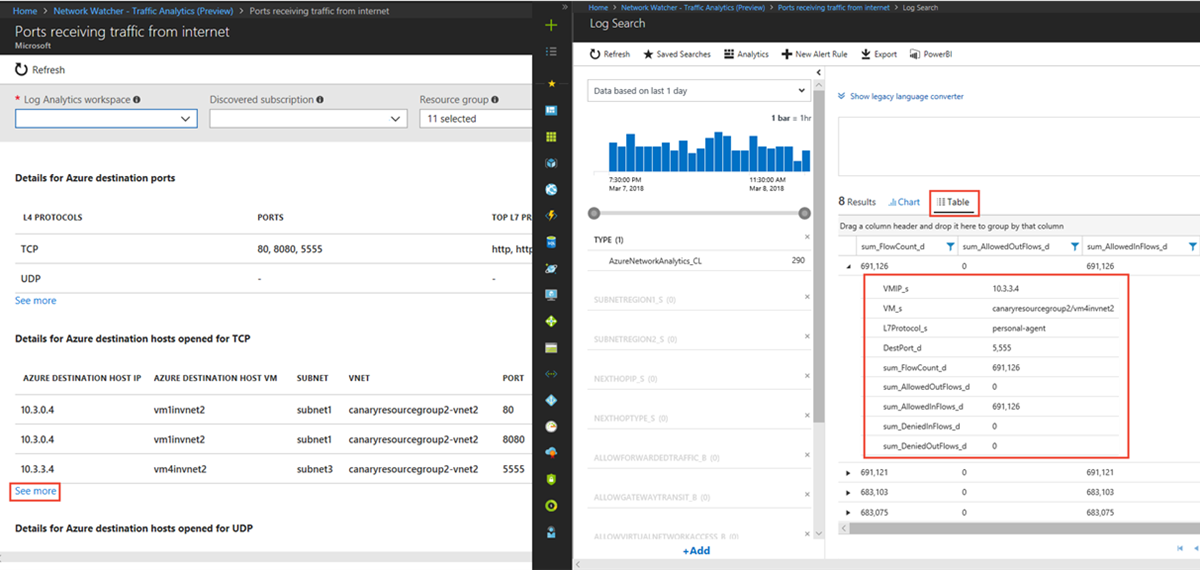 Home > Network Watcher - Traffic Analytics (Preview) > Ports receiving traffic from internet
Ports receiving traffic from internet
Microsoft
Refresh
* Log Analytics workspace
Discovered subscription
Resource group
11 selected
Details for Azure destination ports
L4 PROTOCOLS PORTS TOP L7 PR
TCP 80, 8080, 5555 http, http
UDP - -
See more
Details for Azure destination hosts opened for TCP
AZURE DESTINATION HOST IP AZURE DESTINATION HOST VM SUBNET VNET PORT
10.3.0.4 vm1invnet2 subnet1 canaryresourcegroup2-vnet2 80
10.3.0.4 vm1invnet2 subnet1 canaryresourcegroup2-vnet2 8080
10.3.3.4 vm4invnet2 subnet3 canaryresourcegroup2-vnet2 5555
See more
Details for Azure destination hosts opened for UDP
Home > Network Watcher - Traffic Analytics (Preview) > Ports receiving traffic from internet > Log Search
Log Search
Refresh Saved Searches Analytics New Alert Rule Export PowerBI
Data based on last 1 day
1 bar = 1hr
7:30:00 PM 11:30:00 AM
Mar 7, 2018 Mar 8, 2018
TYPE (1)
AzureNetworkAnalytics_CL 290
SUBNETREGION1_S (0)
SUBNETREGION2_S (0)
NEXTHOPIP_S (0)
NEXTHOPTYPE_S (0)
ALLOWFORWARDEDTRAFFIC_B (0)
ALLOWGATEWAYTRANSIT_B (0)
ALLOWVIRTUALNETWORKACCESS_B (0)
+Add
Show legacy language converter
8 Results Chart Table
Drag a column header and drop it here to group by that column
sum_FlowCount_d sum_AllowedOutFlows_d sum_AllowedInFlows_d
691,126 0 691,126
VMIP_s 10.3.3.4
VM_s canaryresourcegroup2/vm4invnet2
L7Protocol_s personal-agent
DestPort_d 5,555
sum_FlowCount_d 691,126
sum_AllowedOutFlows_d 0
sum_AllowedInFlows_d 691,126
sum_DeniedInFlows_d 0
sum_DeniedOutFlows_d 0
691,121 0 691,121
683,103 0 683,103
683,075 0 683,075